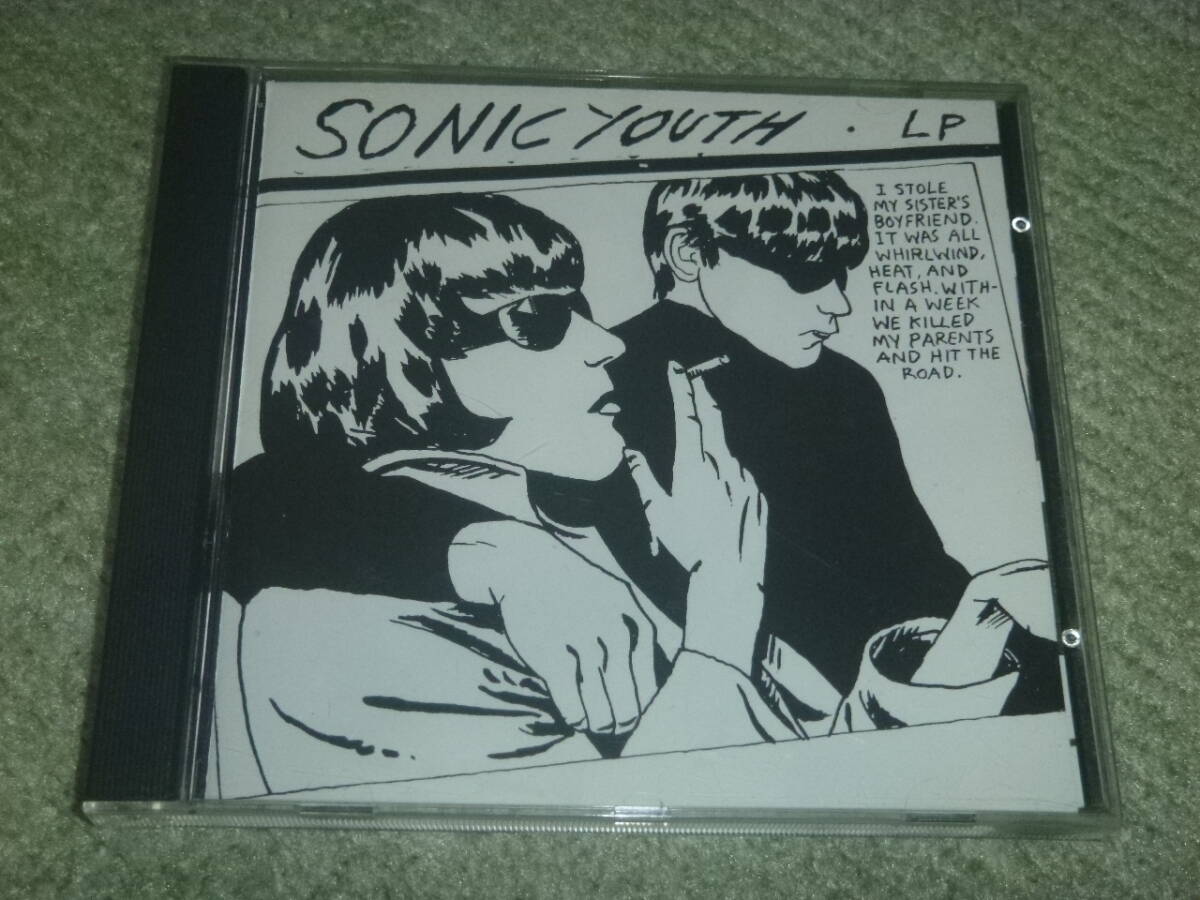 SONIC YOUTH . LP
I STOLE
MY SISTER'S
BOYFRIEND.
IT WAS ALL
WHIRLWIND,
HEAT, AND
FLASH. WITH-
IN A WEEK
WE KILLED
MY PARENTS
AND HIT THE
ROAD.